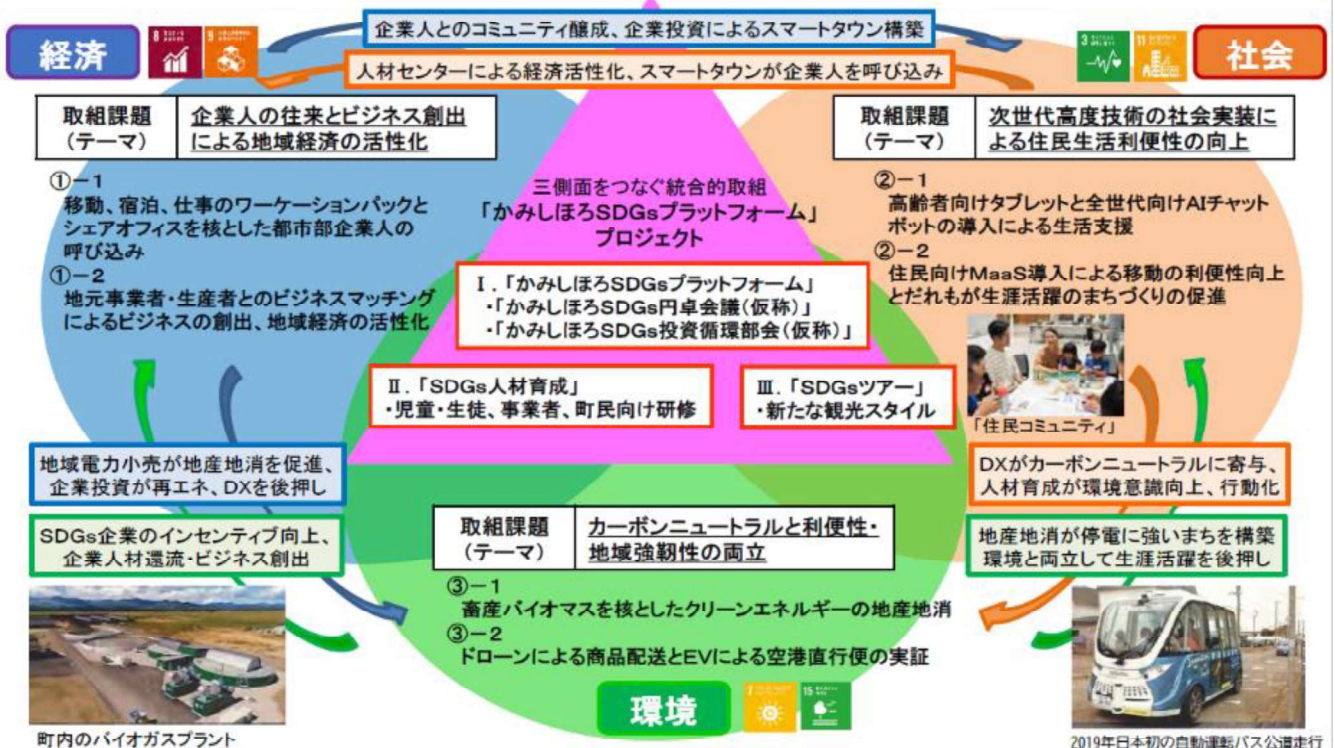 企業人とのコミュニティ醸成、企業投資によるスマートタウン構築
経済
8
9
3
11
社会
人材センターによる経済活性化、スマートタウンが企業人を呼び込み
取組課題
（テーマ）
企業人の往来とビジネス創出
による地域経済の活性化
取組課題
（テーマ）
次世代高度技術の社会実装に
よる住民生活利便性の向上
①－1
移動、宿泊、仕事のワーケーションパックと
シェアオフィスを核とした都市部企業人の
呼び込み
①－2
地元事業者・生産者とのビジネスマッチング
によるビジネスの創出、地域経済の活性化
三側面をつなぐ統合的取組
「かみしほろSDGsプラットフォーム」
プロジェクト
②－1
高齢者向けタブレットと全世代向けAIチャット
ボットの導入による生活支援
②－2
住民向けMaaS導入による移動の利便性向上
とだれもが生涯活躍のまちづくりの促進
Ⅰ．「かみしほろSDGsプラットフォーム」
・「かみしほろSDGs円卓会議（仮称）」
・「かみしほろSDGs投資循環部会（仮称）」
Ⅱ．「SDGs人材育成」
・児童・生徒、事業者、町民向け研修
Ⅲ．「SDGsツアー」
・新たな観光スタイル
「住民コミュニティ」
地域電力小売が地産地消を促進、
企業投資が再エネ、DXを後押し
DXがカーボンニュートラルに寄与、
人材育成が環境意識向上、行動化
SDGs企業のインセンティブ向上、
企業人材還流・ビジネス創出
取組課題
（テーマ）
カーボンニュートラルと利便性・
地域強靭性の両立
地産地消が停電に強いまちを構築
環境と両立して生涯活躍を後押し
③－1
畜産バイオマスを核としたクリーンエネルギーの地産地消
③－2
ドローンによる商品配送とEVによる空港直行便の実証
環境
7
15
町内のバイオガスプラント
2019年日本初の自動運転バス公道走行